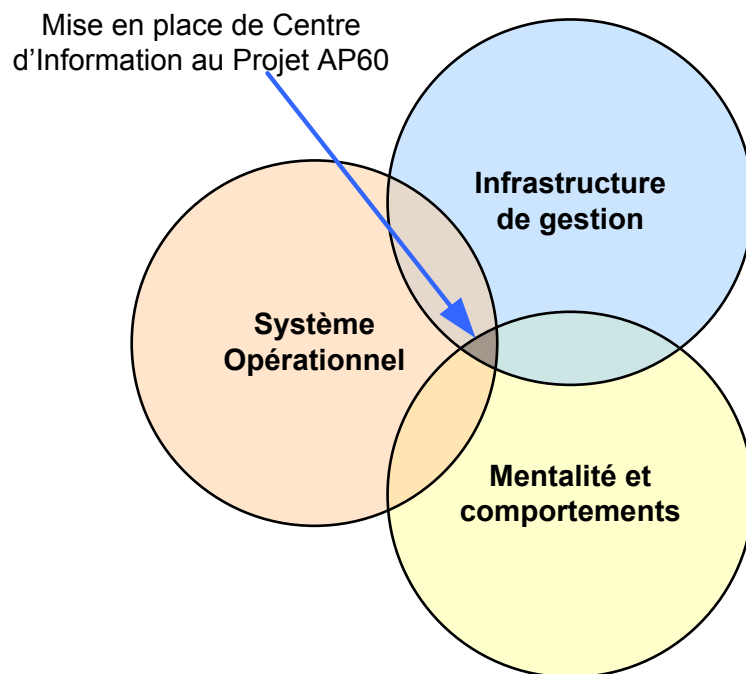 Mise en place de Centre
d'Information au Projet AP60
Infrastructure
de gestion
Système
Opérationnel
Mentalité et
comportements